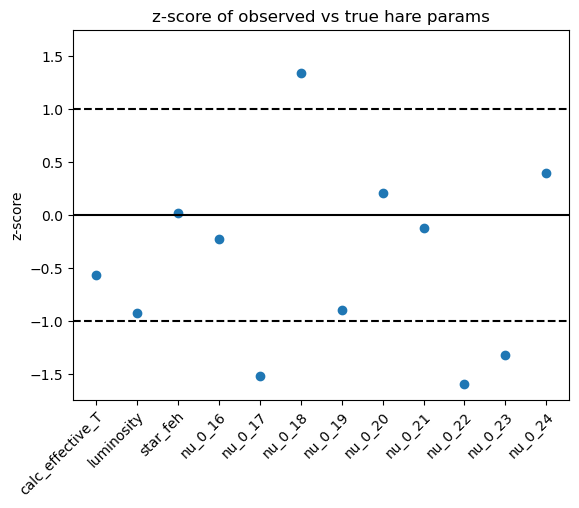 z-score of observed vs true hare params
z-score
1.5
1.0
0.5
0.0
−0.5
−1.0
−1.5
calc_effective_T
luminosity
star_feh
nu_0_16
nu_0_17
nu_0_18
nu_0_19
nu_0_20
nu_0_21
nu_0_22
nu_0_23
nu_0_24